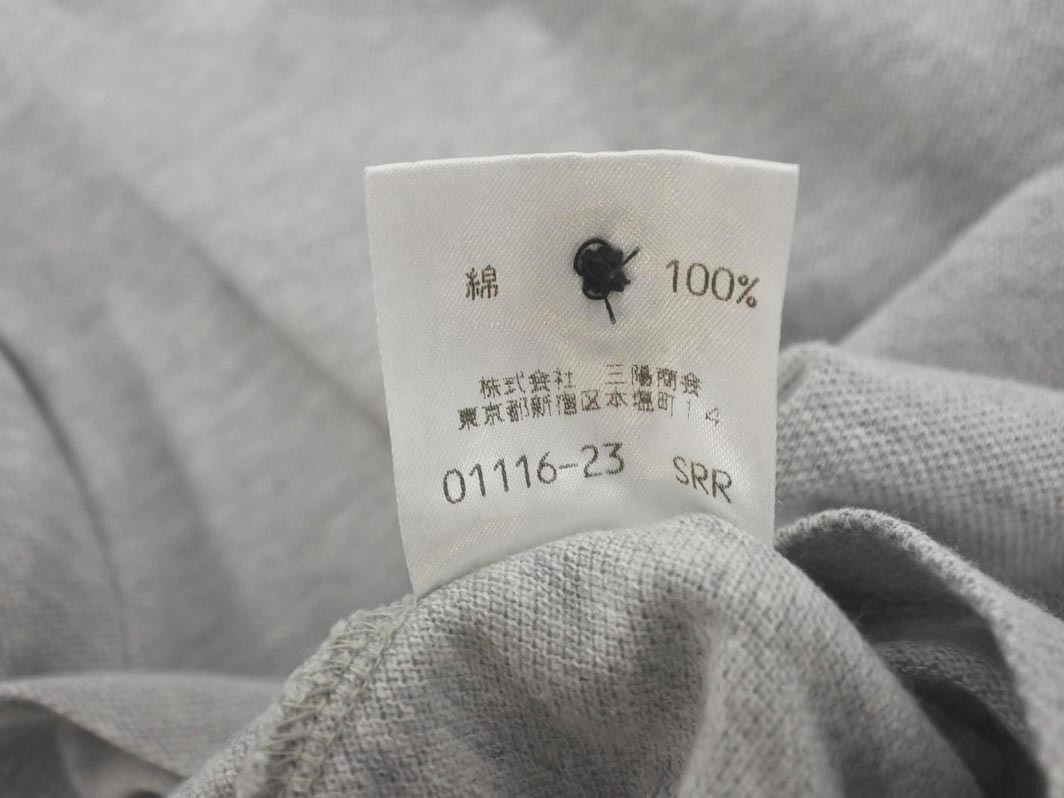 綿 100%
株式会社 三陽商会
東京都新宿区本塩町14
01116-23 SRR